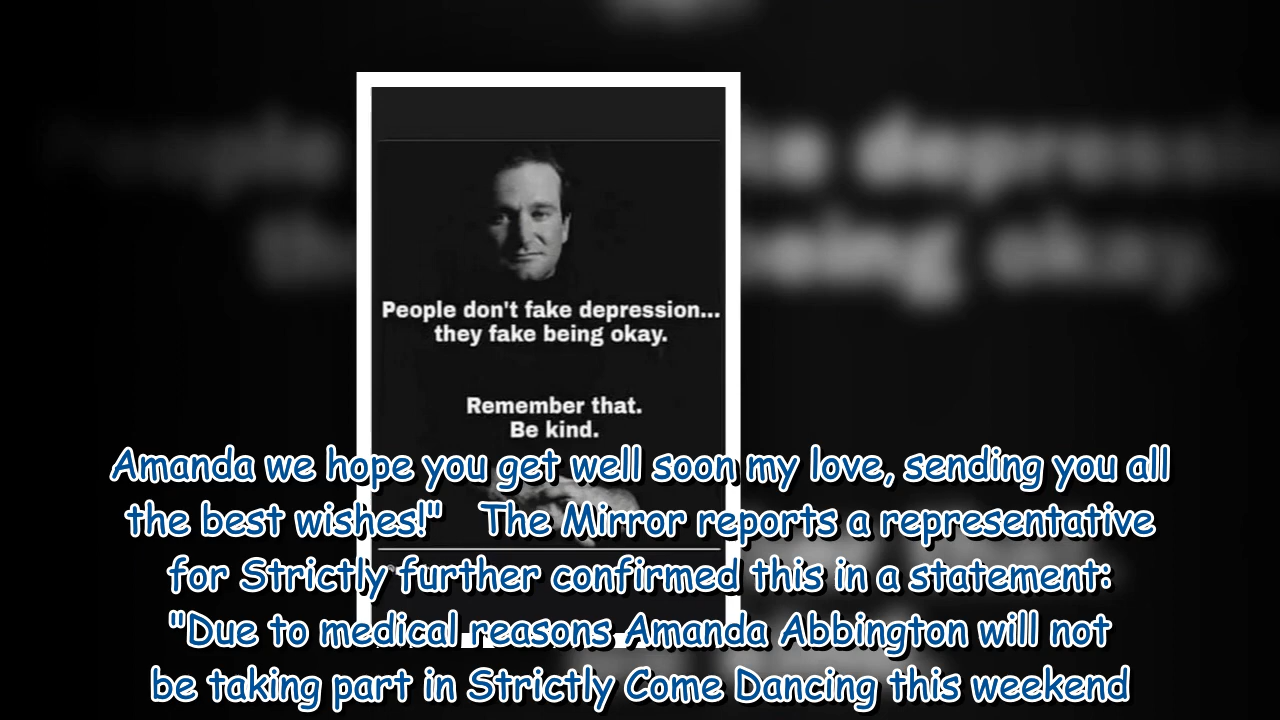 People don't fake depression...
they fake being okay.
Remember that.
Be kind.
Amanda we hope you get well soon my love, sending you all
the best wishes!" The Mirror reports a representative
for Strictly further confirmed this in a statement:
"Due to medical reasons Amanda Abbington will not
be taking part in Strictly Come Dancing this weekend